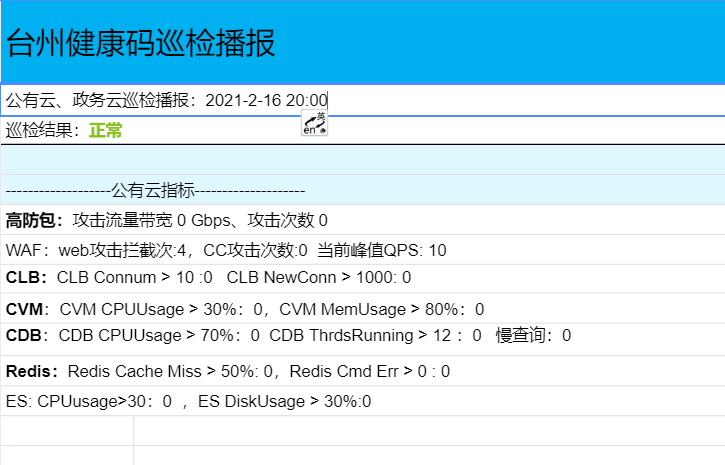 台州健康码巡检播报
公有云、政务云巡检播报：2021-2-16 20:00
英
en
巡检结果：正常
-------------------公有云指标--------------------
高防包：攻击流量带宽 0 Gbps、攻击次数 0
WAF：web攻击拦截次:4，CC攻击次数:0  当前峰值QPS: 10
CLB：CLB Connum > 10 :0   CLB NewConn > 1000: 0
CVM：CVM CPUUsage > 30%：0，CVM MemUsage > 80%：0
CDB：CDB CPUUsage > 70%：0  CDB ThrdsRunning > 12 ：0   慢查询：0
Redis：Redis Cache Miss > 50%: 0，Redis Cmd Err > 0 : 0
ES: CPUusage>30：0 ，ES DiskUsage > 30%:0